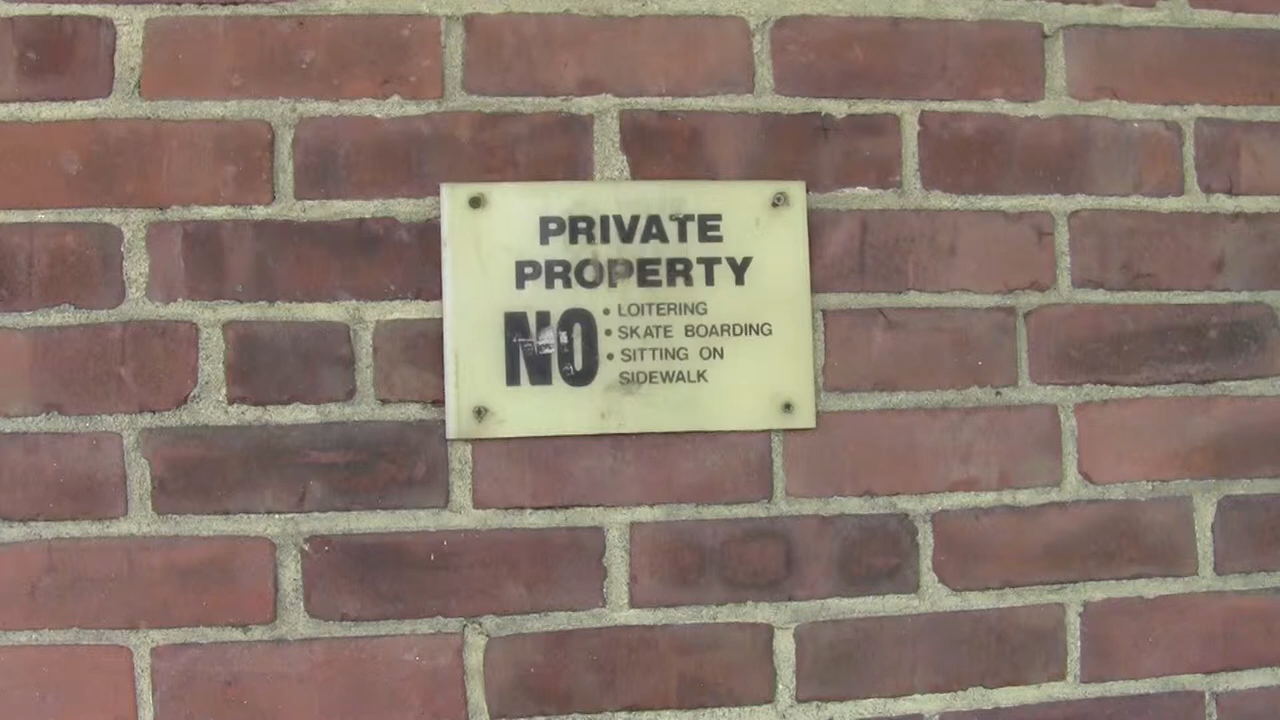 PRIVATE
PROPERTY
NO
• LOITERING
• SKATE BOARDING
• SITTING ON
SIDEWALK